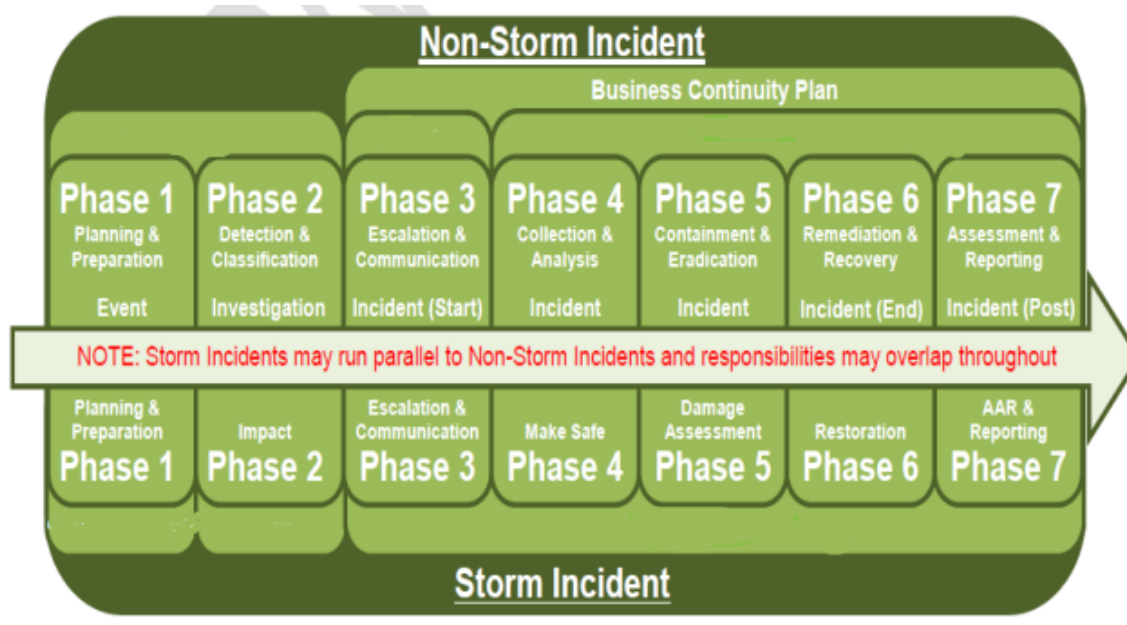 Non-Storm Incident
Business Continuity Plan
Phase 1
Planning &
Preparation
Event
Phase 2
Detection &
Classification
Investigation
Phase 3
Escalation &
Communication
Incident (Start)
Phase 4
Collection &
Analysis
Incident
Phase 5
Containment &
Eradication
Incident
Phase 6
Remediation &
Recovery
Incident (End)
Phase 7
Assessment &
Reporting
Incident (Post)
NOTE: Storm Incidents may run parallel to Non-Storm Incidents and responsibilities may overlap throughout
Planning &
Preparation
Phase 1
Impact
Phase 2
Escalation &
Communication
Phase 3
Make Safe
Phase 4
Damage
Assessment
Phase 5
Restoration
Phase 6
AAR &
Reporting
Phase 7
Storm Incident